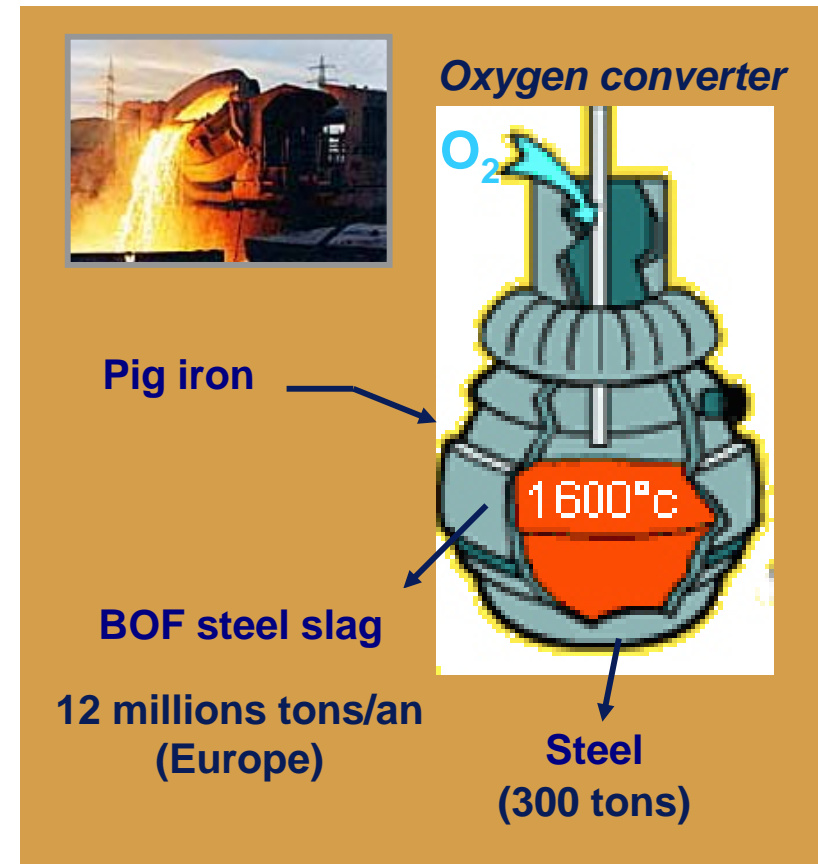 Oxygen converter
O₂
Pig iron
1600°c
BOF steel slag
12 millions tons/an
(Europe)
Steel
(300 tons)